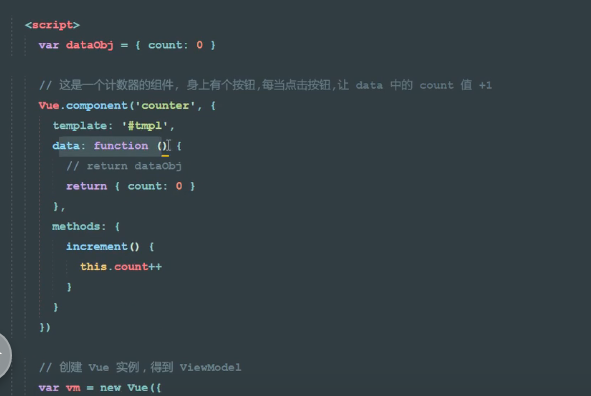 <script>
var dataObj = { count: 0 }
// 这是一个计数器的组件, 身上有个按钮,每当点击按钮,让 data 中的 count 值 +1
Vue.component('counter', {
template: '#tmpl',
data: function () {
// return dataObj
return { count: 0 }
},
methods: {
increment() {
this.count++
}
}
})
// 创建 Vue 实例，得到 ViewModel
var vm = new Vue({